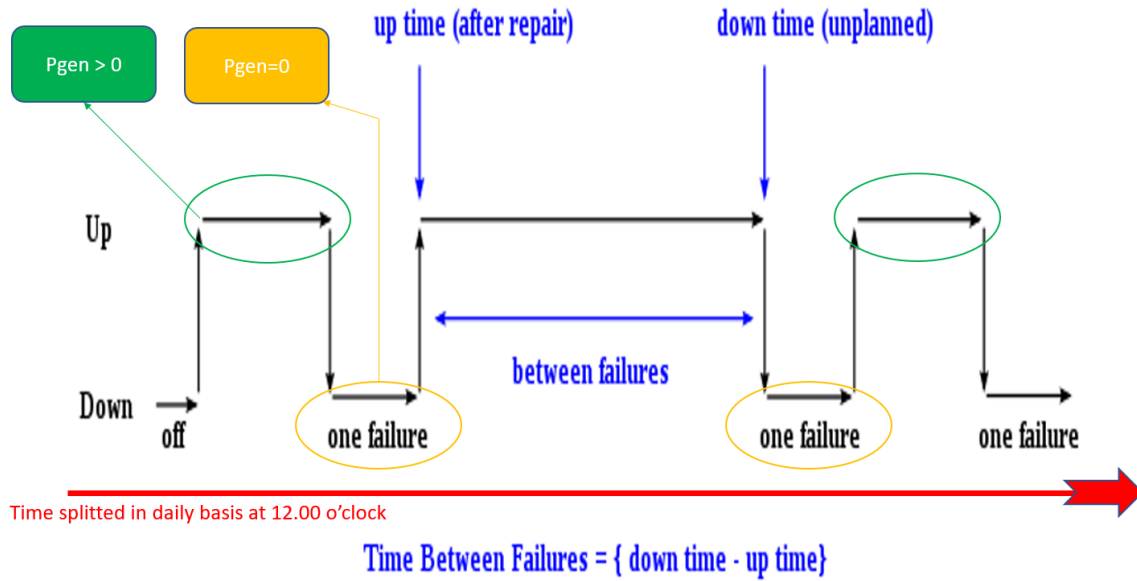 up time (after repair)
down time (unplanned)
Pgen > 0
Pgen=0
Up
between failures
Down
off
one failure
one failure
one failure
Time splitted in daily basis at 12.00 o’clock
Time Between Failures = { down time - up time}